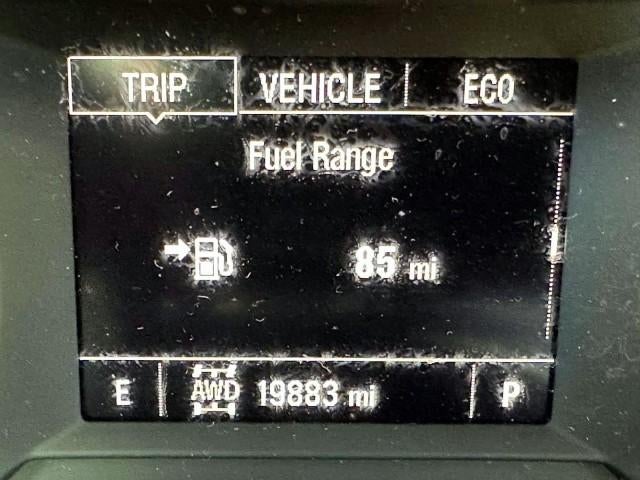 TRIP VEHICLE ECO
Fuel Range
85 mi
E AWD 19883 mi P